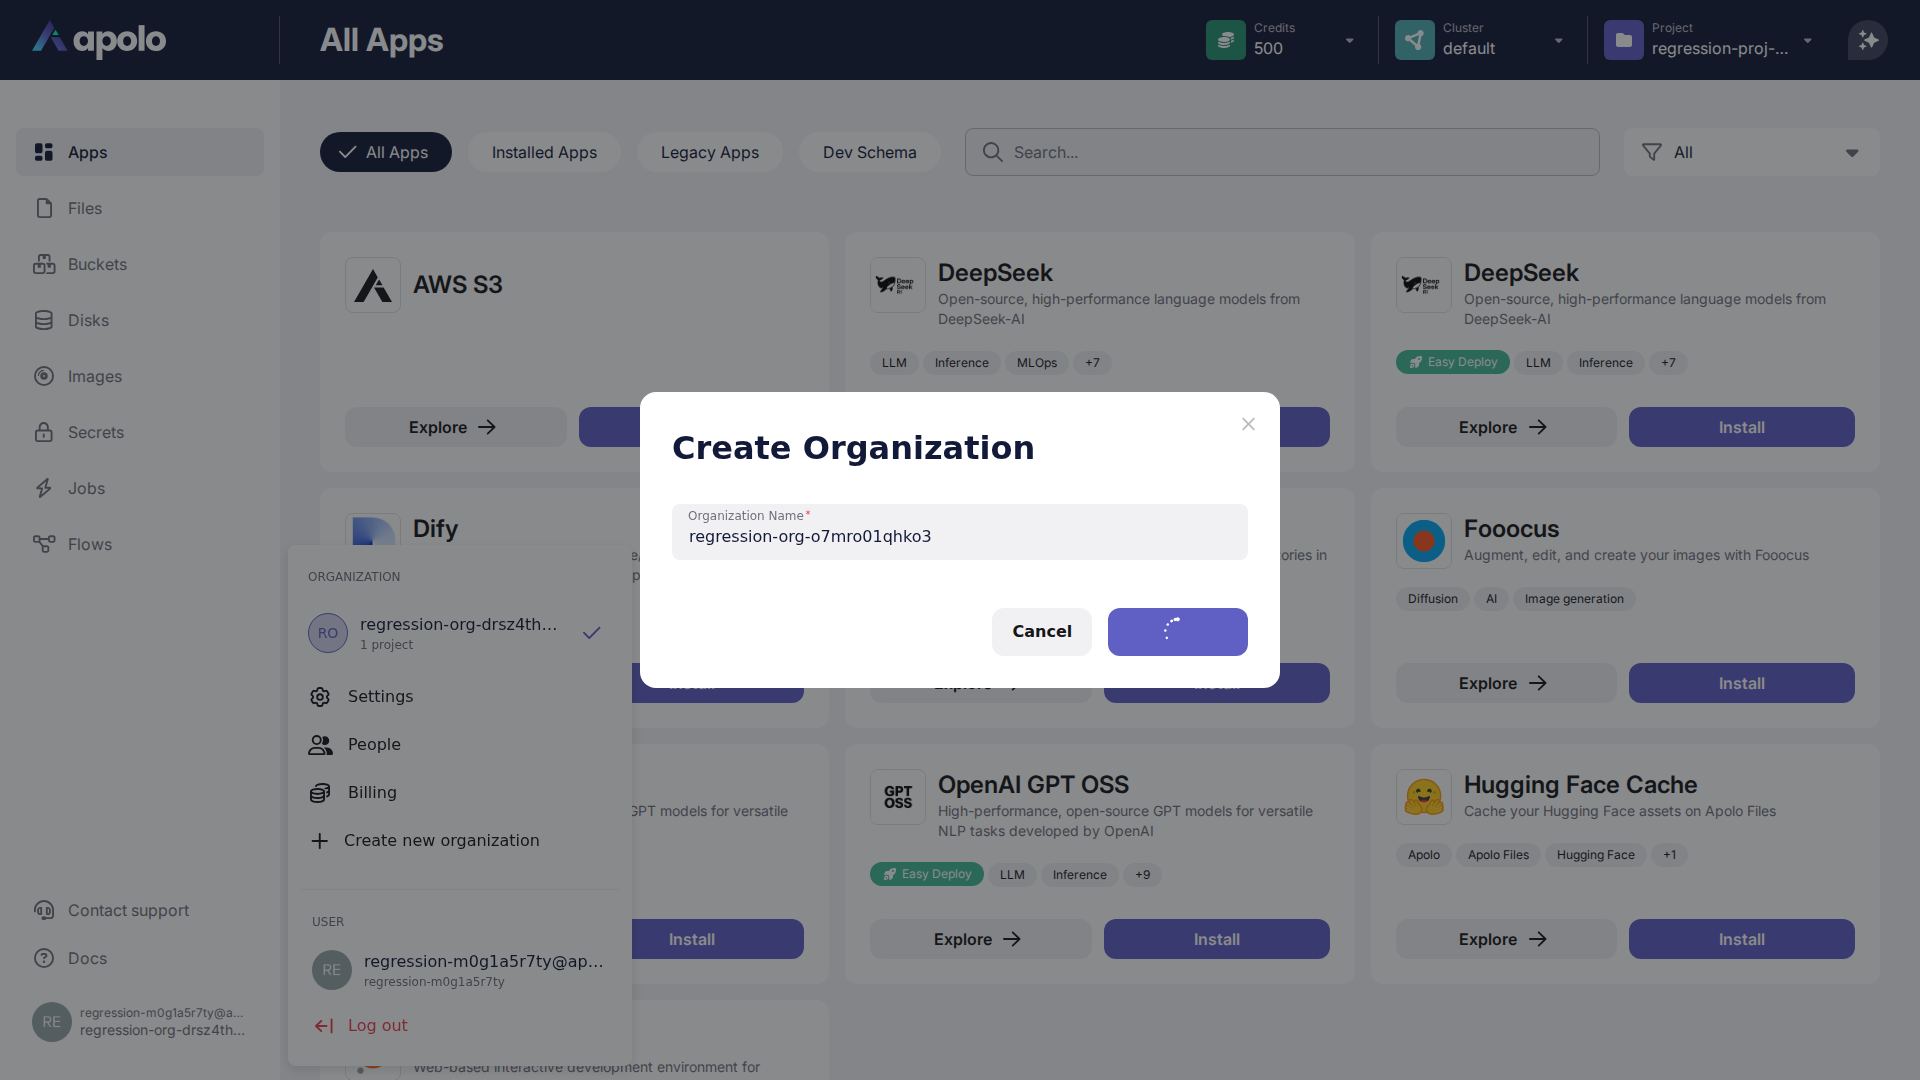 apolo
All Apps
Credits
500
Cluster
default
Project
regression-proj-...
Apps
Files
Buckets
Disks
Images
Secrets
Jobs
Flows
Contact support
Docs
RE
regression-m0g1a5r7ty@a...
regression-org-drsz4th...
All Apps
Installed Apps
Legacy Apps
Dev Schema
Search...
All
AWS S3
Explore
DeepSeek
Open-source, high-performance language models from
DeepSeek-AI
LLM
Inference
MLOps
+7
DeepSeek
Open-source, high-performance language models from
DeepSeek-AI
Easy Deploy
LLM
Inference
+7
Explore
Install
Dify
ories in
Fooocus
Augment, edit, and create your images with Fooocus
Diffusion
AI
Image generation
Explore
Install
GPT models for versatile
Install
GPT
OSS
OpenAI GPT OSS
High-performance, open-source GPT models for versatile
NLP tasks developed by OpenAI
Easy Deploy
LLM
Inference
+9
Explore
Install
Hugging Face Cache
Cache your Hugging Face assets on Apolo Files
Apolo
Apolo Files
Hugging Face
+1
Explore
Install
Web-based interactive development environment for
ORGANIZATION
RO
regression-org-drsz4th...
1 project
Settings
People
Billing
Create new organization
USER
RE
regression-m0g1a5r7ty@ap...
regression-m0g1a5r7ty
Log out
Create Organization
Organization Name*
regression-org-o7mro01qhko3
Cancel